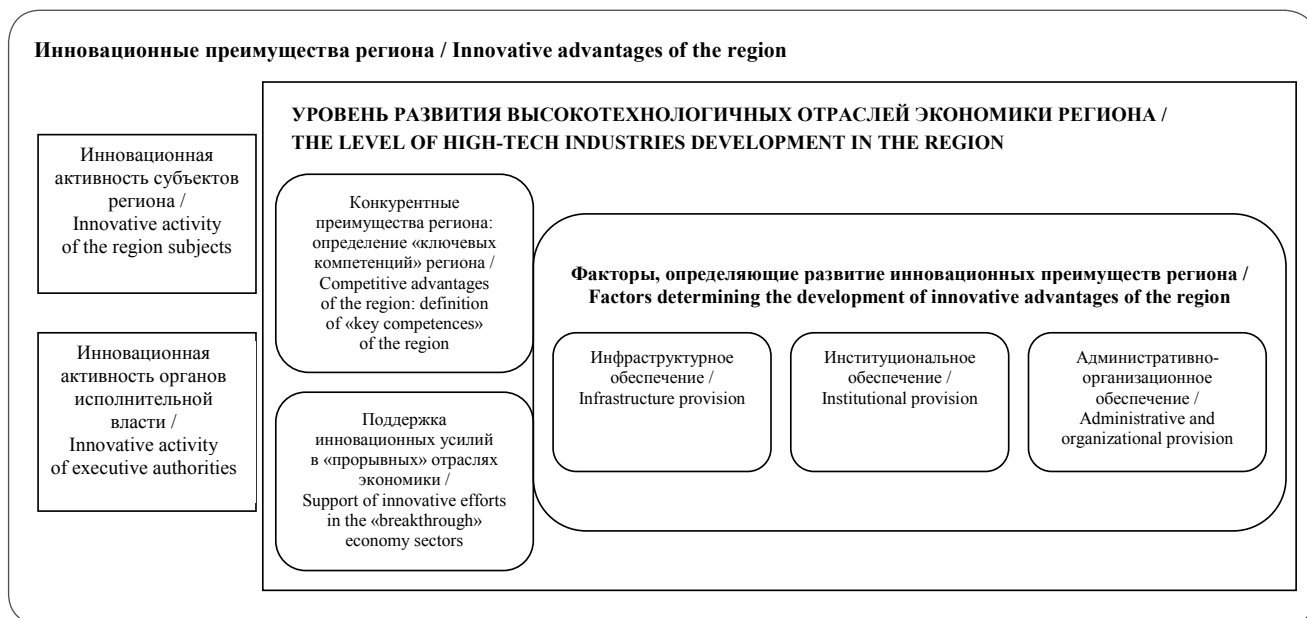 Инновационные преимущества региона / Innovative advantages of the region
УРОВЕНЬ РАЗВИТИЯ ВЫСОКОТЕХНОЛОГИЧНЫХ ОТРАСЛЕЙ ЭКОНОМИКИ РЕГИОНА /
THE LEVEL OF HIGH-TECH INDUSTRIES DEVELOPMENT IN THE REGION
Инновационная
активность субъектов
региона /
Innovative activity
of the region subjects
Инновационная
активность органов
исполнительной
власти /
Innovative activity
of executive authorities
Конкурентные
преимущества региона:
определение «ключевых
компетенций» региона /
Competitive advantages
of the region: definition
of «key competences»
of the region
Поддержка
инновационных усилий
в «прорывных» отраслях
экономики /
Support of innovative efforts
in the «breakthrough»
economy sectors
Факторы, определяющие развитие инновационных преимуществ региона /
Factors determining the development of innovative advantages of the region
Инфраструктурное
обеспечение /
Infrastructure provision
Институциональное
обеспечение /
Institutional provision
Административно-
организационное
обеспечение /
Administrative and
organizational provision